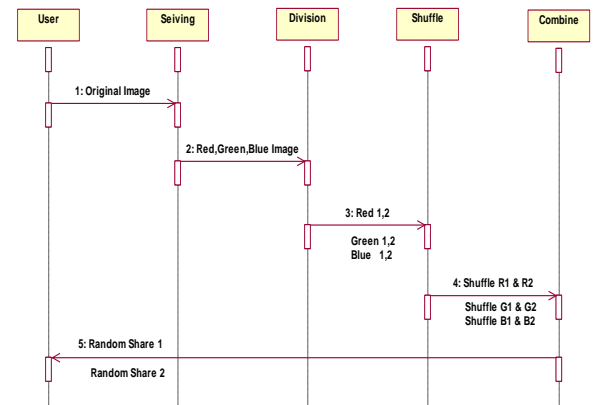 User Seiving Division Shuffle Combine
1: Original Image
2: Red,Green,Blue Image
3: Red 1,2
Green 1,2
Blue 1,2
4: Shuffle R1 & R2
Shuffle G1 & G2
Shuffle B1 & B2
5: Random Share 1
Random Share 2